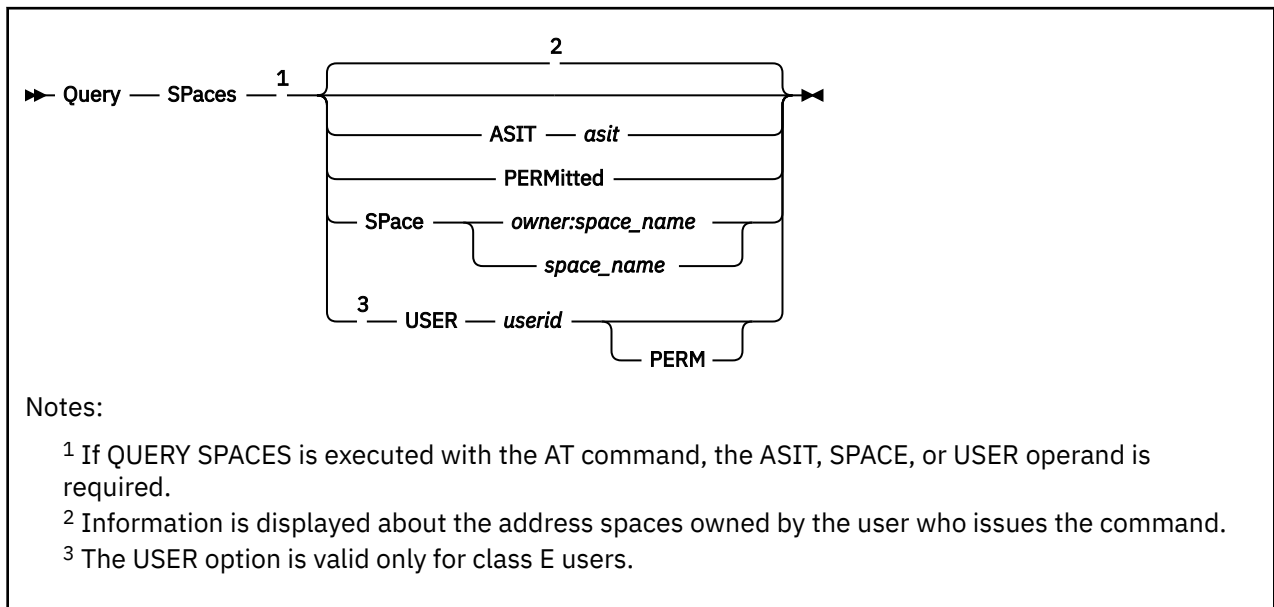 2
Query SPaces 1
ASIT asit
PERMitted
SPace owner:space_name
space_name
3 USER userid
PERM
Notes:
1 If QUERY SPACES is executed with the AT command, the ASIT, SPACE, or USER operand is
required.
2 Information is displayed about the address spaces owned by the user who issues the command.
3 The USER option is valid only for class E users.